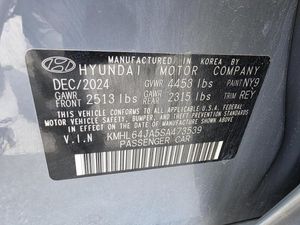 MANUFACTURED IN KOREA BY
HYUNDAI MOTOR COMPANY
DEC/2024 GVWR 4453 lbs PAINT NY9
GAWR FRONT 2513 lbs GAWR REAR 2315 lbs TRIM REY
THIS VEHICLE CONFORMS TO ALL APPLICABLE U.S.A FEDERAL
MOTOR VEHICLE SAFETY, BUMPER, AND THEFT PREVENTION
STANDARDS IN EFFECT ON THE DATE OF MANUFACTURE SHOWN ABOVE.
V.I.N KMHL64JA5SA473539
PASSENGER CAR